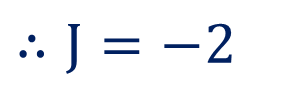 ∴ J = −2